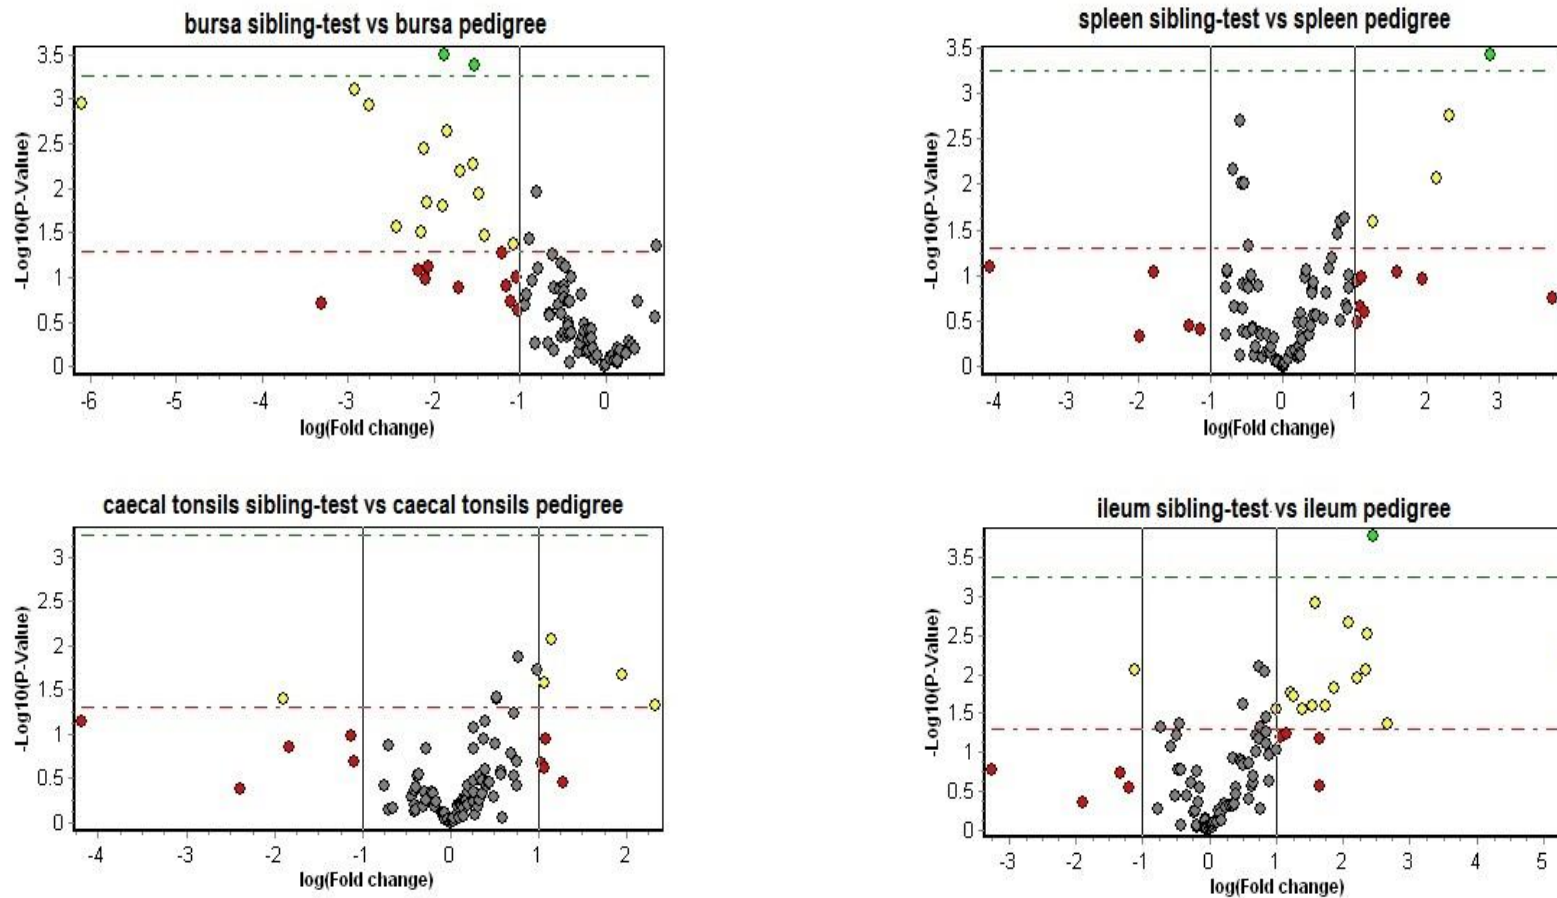 bursa sibling-test vs bursa pedigree
3.5
3
2.5
2
1.5
1
0.5
0
-Log10(P-Value)
-6 -5 -4 -3 -2 -1 0
log(Fold change)
spleen sibling-test vs spleen pedigree
3.5
3
2.5
2
1.5
1
0.5
0
-Log10(P-Value)
-4 -3 -2 -1 0 1 2 3
log(Fold change)
caecal tonsils sibling-test vs caecal tonsils pedigree
3
2.5
2
1.5
1
0.5
0
-Log10(P-Value)
-4 -3 -2 -1 0 1 2
log(Fold change)
ileum sibling-test vs ileum pedigree
3.5
3
2.5
2
1.5
1
0.5
0
-Log10(P-Value)
-3 -2 -1 0 1 2 3 4 5
log(Fold change)